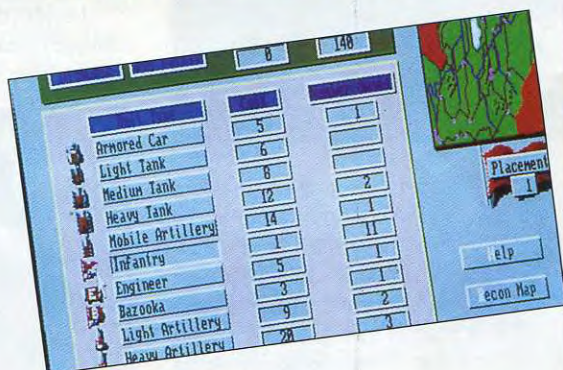 0 140
Armored Car 5 1
Light Tank 6
Medium Tank 8
Heavy Tank 12 2
Mobile Artillery 14 1
Infantry 1 11
Engineer 5 1
Bazooka 3 1
Light Artillery 9 2
Heavy Artillery 20 3
Placement
1
elp
econ Map